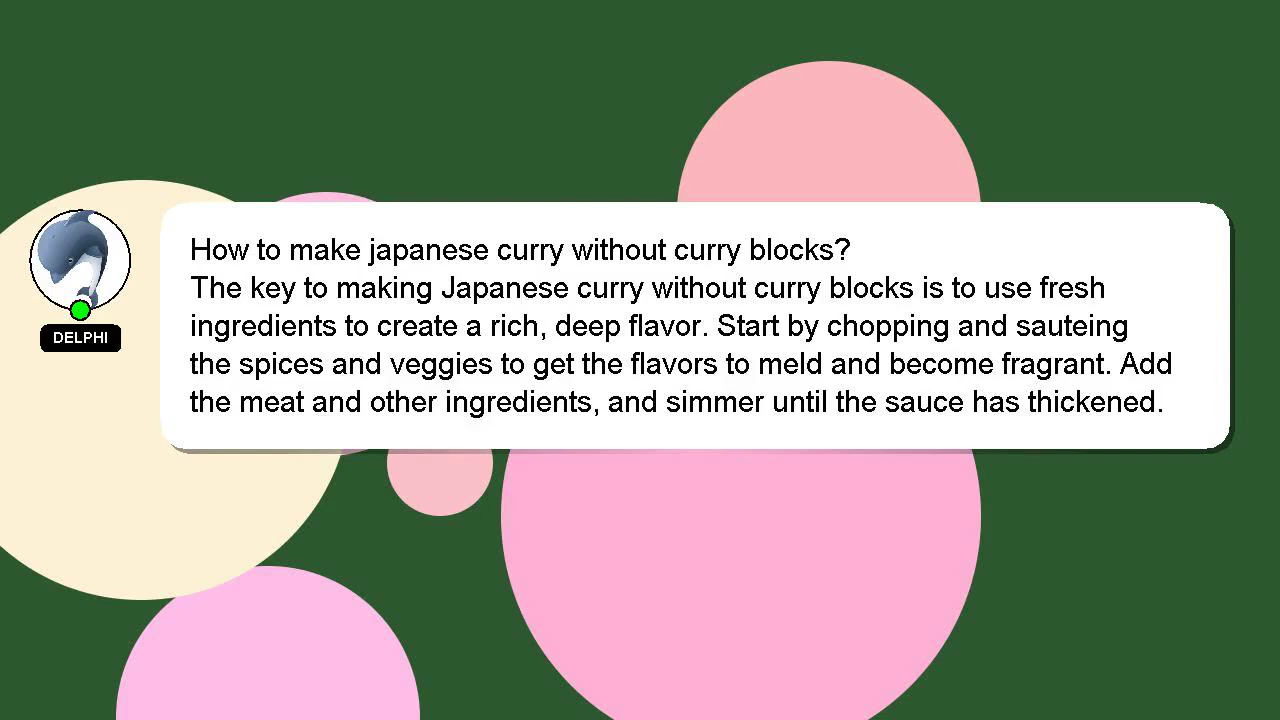 How to make japanese curry without curry blocks?
The key to making Japanese curry without curry blocks is to use fresh
ingredients to create a rich, deep flavor. Start by chopping and sauteing
the spices and veggies to get the flavors to meld and become fragrant. Add
the meat and other ingredients, and simmer until the sauce has thickened.
DELPHI